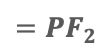 = PF₂